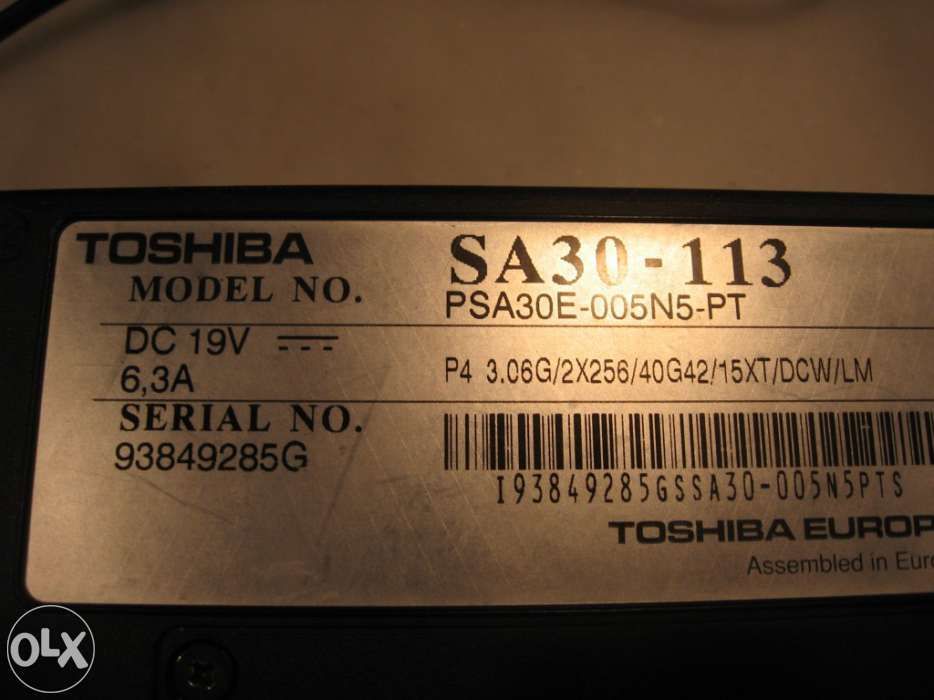 TOSHIBA
SA30-113
MODEL NO.
PSA30E-005N5-PT
DC 19V
6,3A
P4 3.06G/2X256/40G42/15XT/DCW/LM
SERIAL NO.
93849285G
I93849285GSSA30-005N5PTS
TOSHIBA EUROP
Assembled in Euro
OLX